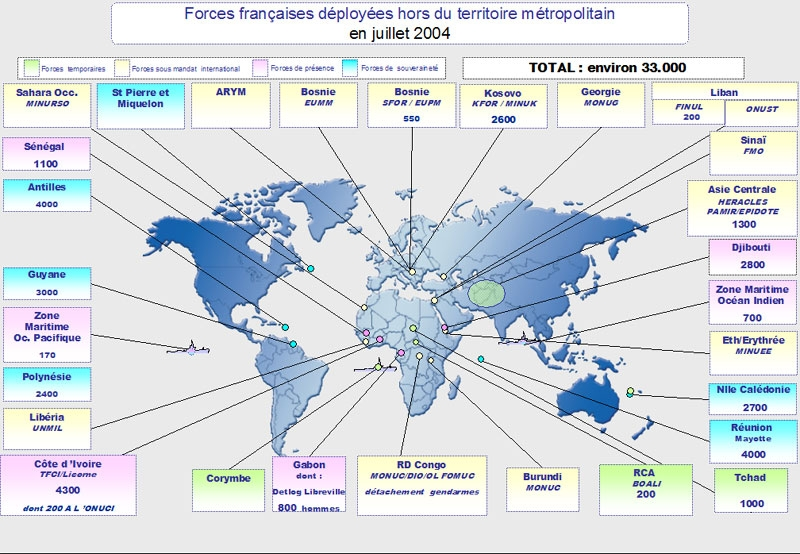 Forces françaises déployées hors du territoire métropolitain
en juillet 2004
Forces temporaires
Forces sous mandat international
Forces de présence
Forces de souveraineté
TOTAL : environ 33.000
Sahara Occ.
MINURSO
St Pierre et
Miquelon
ARYM
Bosnie
EUMM
Bosnie
SFOR / EUPM
550
Kosovo
KFOR / MINUK
2600
Georgie
MONUG
Liban
FINUL
200
ONUST
Sénégal
1100
Sinaï
FMO
Antilles
4000
Asie Centrale
HERACLES
PAMIR/EPIDOTE
1300
Djibouti
2800
Guyane
3000
Zone Maritime
Océan Indien
700
Zone
Maritime
Oc. Pacifique
170
Eth/Erythrée
MINUEE
Polynésie
2400
Nlle Calédonie
2700
Libéria
UNMIL
Réunion
Mayotte
4000
Côte d 'Ivoire
TFCI/Licorne
4300
dont 200 A L 'ONUCI
Corymbe
Gabon
dont :
Detlog Libreville
800 hommes
RD Congo
MONUC/DIO/OL FOMUC
détachement gendarmes
Burundi
MONUC
RCA
BOALI
200
Tchad
1000